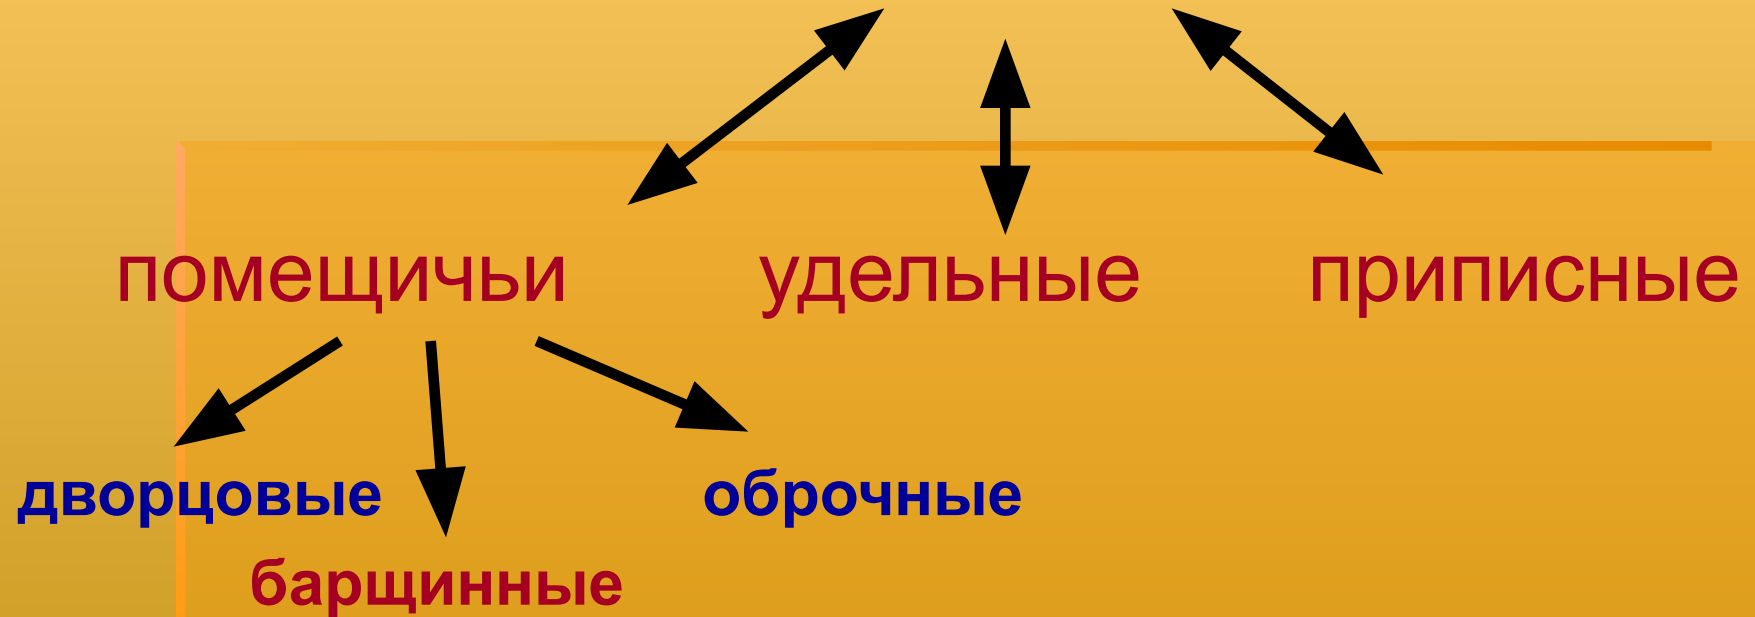 помещичьи удельные приписные
дворцовые оброчные
барщинные